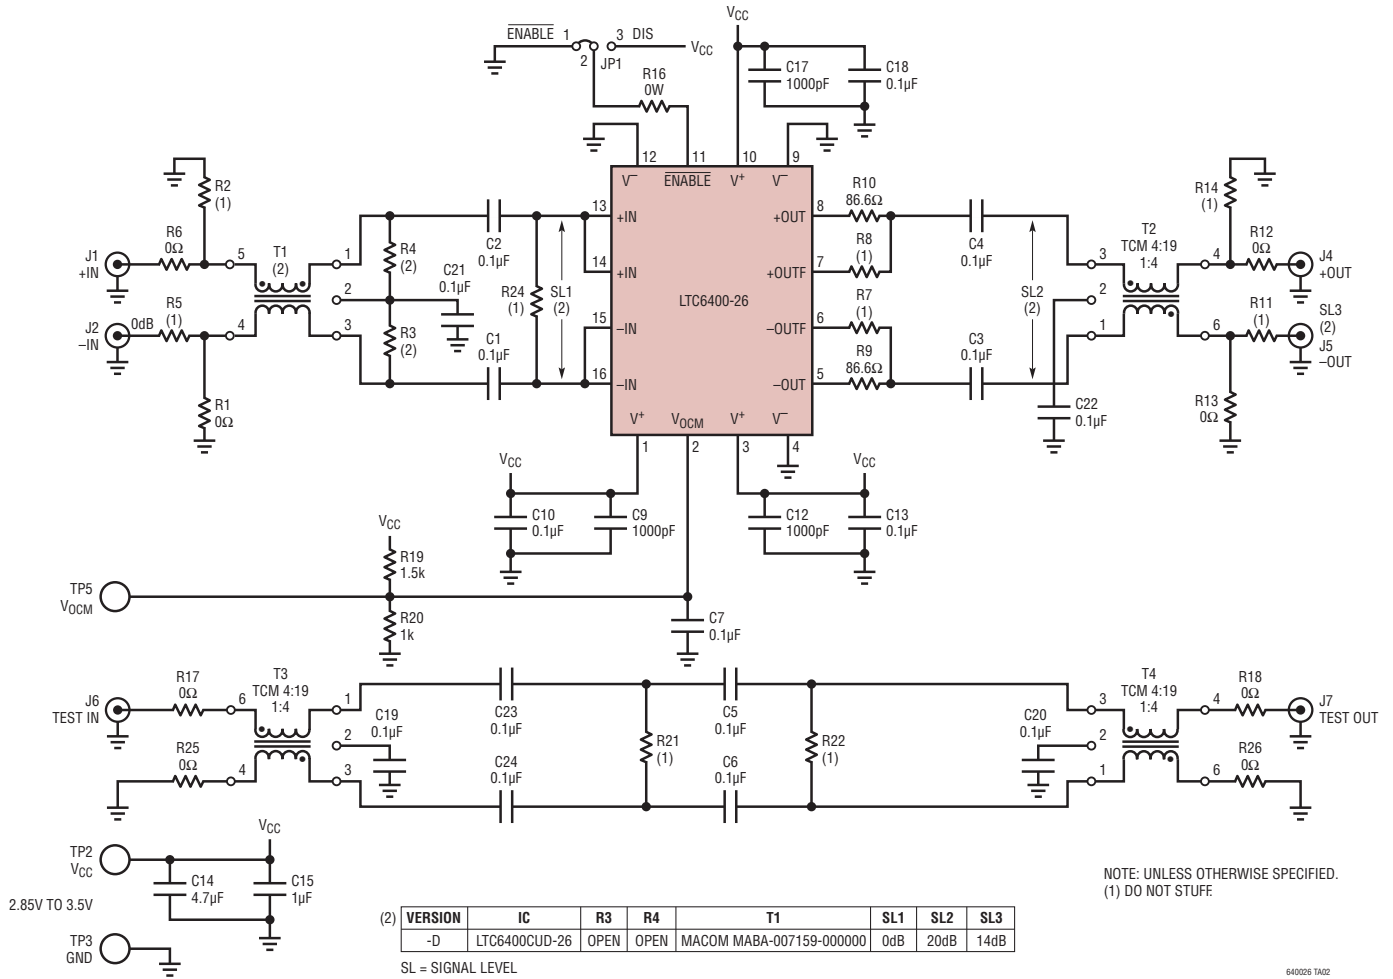 VCC
ENABLE 1
3 DIS
VCC
2
JP1
R16
0W
C17
1000pF
C18
0.1µF
12
11
10
9
V–
ENABLE
V+
V–
R2
(1)
R6
0Ω
J1
+IN
5
T1
(2)
1
2
3
4
R4
(2)
R3
(2)
C21
0.1µF
C2
0.1µF
C1
0.1µF
R24
(1)
SL1
(2)
13
+IN
14
+IN
15
–IN
16
–IN
LTC6400-26
+OUT
8
+OUTF
7
–OUTF
6
–OUT
5
R10
86.6Ω
R8
(1)
R7
(1)
R9
86.6Ω
C4
0.1µF
C3
0.1µF
SL2
(2)
T2
TCM 4:19
1:4
3
2
1
4
6
R14
(1)
R12
0Ω
J4
+OUT
R11
(1)
SL3
(2)
J5
–OUT
R13
0Ω
C22
0.1µF
J2
–IN
0dB
R5
(1)
R1
0Ω
V+
VOCM
V+
V–
1
2
3
4
VCC
C10
0.1µF
C9
1000pF
VCC
C12
1000pF
C13
0.1µF
VCC
R19
1.5k
TP5
VOCM
R20
1k
C7
0.1µF
J6
TEST IN
R17
0Ω
R25
0Ω
T3
TCM 4:19
1:4
6
4
1
2
3
C19
0.1µF
C23
0.1µF
C24
0.1µF
R21
(1)
C5
0.1µF
C6
0.1µF
R22
(1)
C20
0.1µF
T4
TCM 4:19
1:4
3
2
1
4
6
R18
0Ω
J7
TEST OUT
R26
0Ω
TP2
VCC
VCC
C14
4.7µF
C15
1µF
2.85V TO 3.5V
TP3
GND
NOTE: UNLESS OTHERWISE SPECIFIED.
(1) DO NOT STUFF.
(2) VERSION IC R3 R4 T1 SL1 SL2 SL3
-D LTC6400CUD-26 OPEN OPEN MACOM MABA-007159-000000 0dB 20dB 14dB
SL = SIGNAL LEVEL
640026 TA02